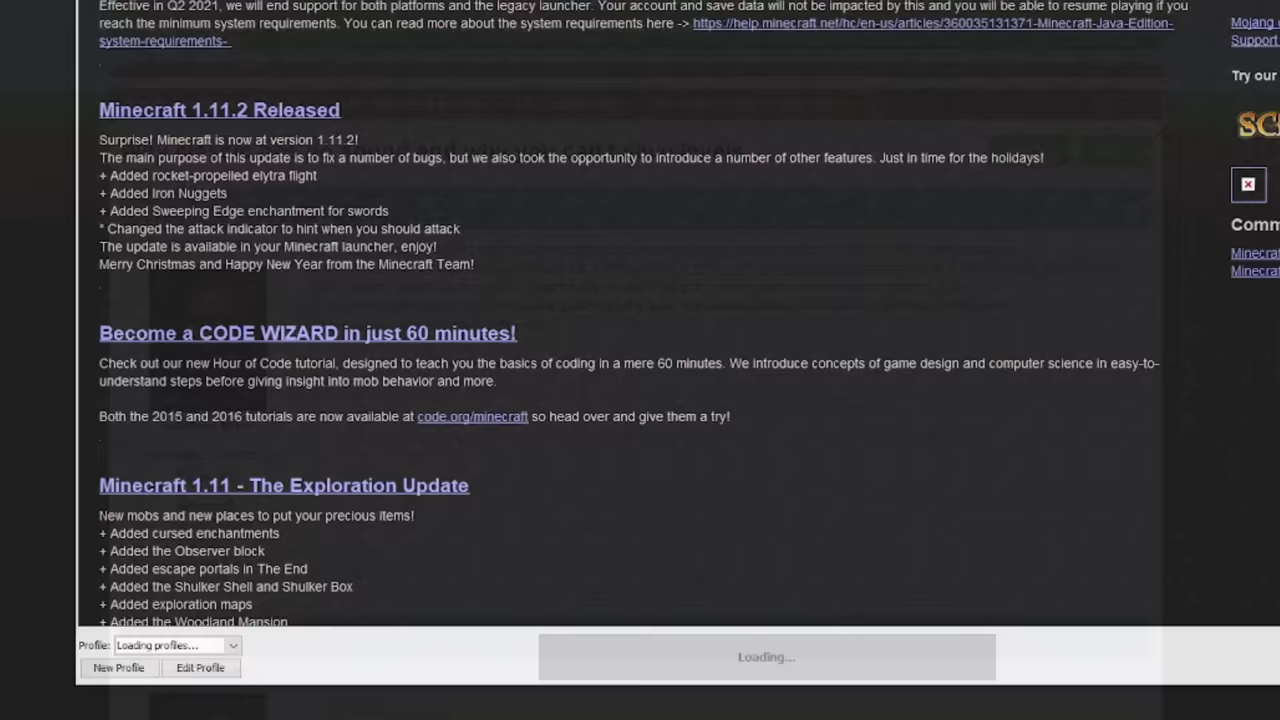 Effective in Q2 2021, we will end support for both platforms and the legacy launcher. Your account and save data will not be impacted by this and you will be able to resume playing if you
reach the minimum system requirements. You can read more about the system requirements here -> https://help.minecraft.net/hc/en-us/articles/360035131371-Minecraft-Java-Edition-
system-requirements-
Minecraft 1.11.2 Released
Surprise! Minecraft is now at version 1.11.2!
The main purpose of this update is to fix a number of bugs, but we also took the opportunity to introduce a number of other features. Just in time for the holidays!
+ Added rocket-propelled elytra flight
+ Added Iron Nuggets
+ Added Sweeping Edge enchantment for swords
* Changed the attack indicator to hint when you should attack
The update is available in your Minecraft launcher, enjoy!
Merry Christmas and Happy New Year from the Minecraft Team!
Become a CODE WIZARD in just 60 minutes!
Check out our new Hour of Code tutorial, designed to teach you the basics of coding in a mere 60 minutes. We introduce concepts of game design and computer science in easy-to-
understand steps before giving insight into mob behavior and more.
Both the 2015 and 2016 tutorials are now available at code.org/minecraft so head over and give them a try!
Minecraft 1.11 - The Exploration Update
New mobs and new places to put your precious items!
+ Added cursed enchantments
+ Added the Observer block
+ Added escape portals in The End
+ Added the Shulker Shell and Shulker Box
+ Added exploration maps
+ Added the Woodland Mansion
Profile: Loading profiles...
New Profile Edit Profile
Loading...
Mojang
Support
Try our
SC
Comm
Minecra
Minecra